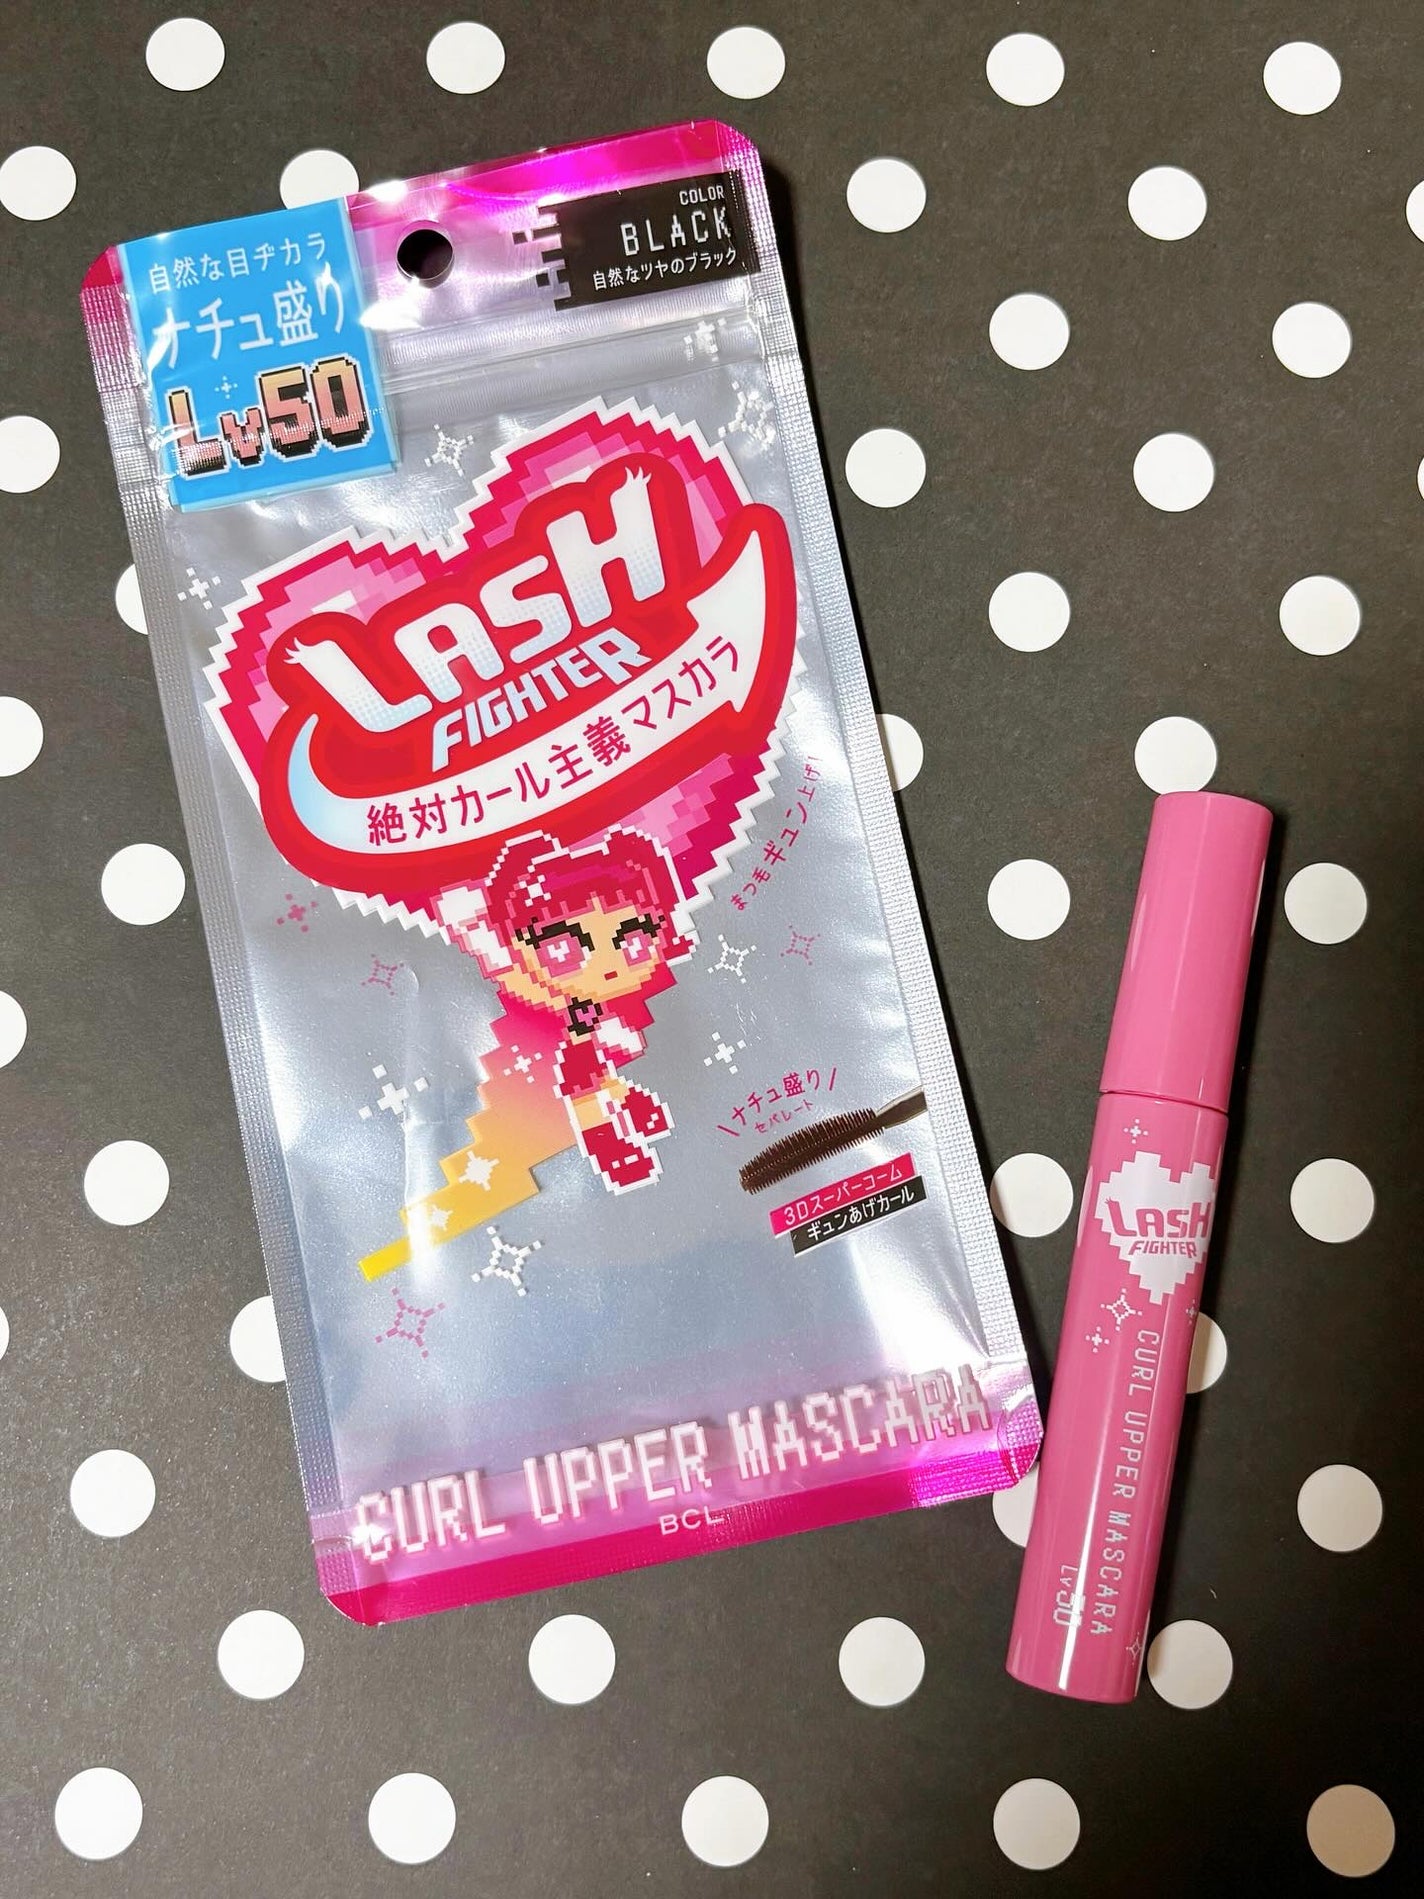 自然な目ヂカラ
ナチュ盛り
Lv50
COLOR
BLACK
自然なツヤのブラック
LASH
FIGHTER
絶対カール主義マスカラ
まつ毛ギュン上げ!
\ナチュ盛り/
セパレート
3Dスーパーコーム
ギュンあげカール
CURL UPPER MASCARA
BCL
LASH
FIGHTER
CURL UPPER MASCARA
Lv50